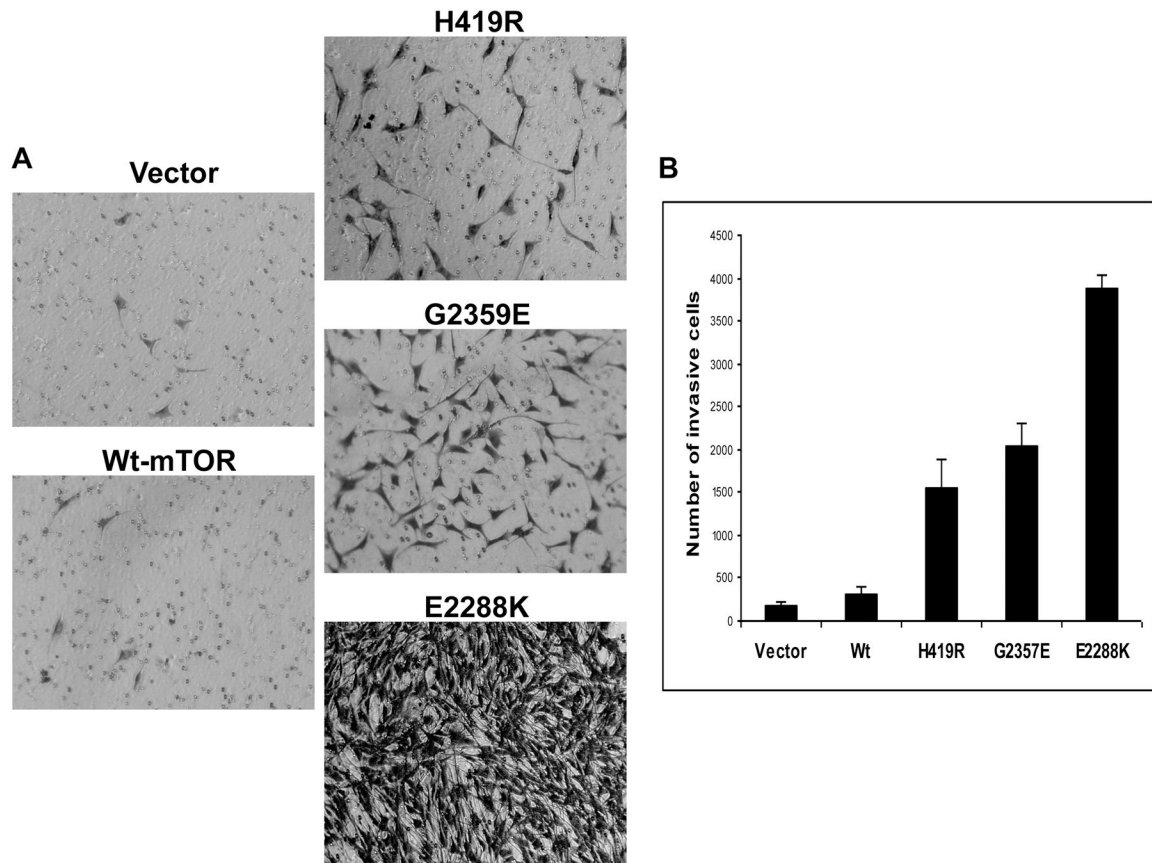 A
Vector
Wt-mTOR
H419R
G2359E
E2288K
B
Number of invasive cells
4500
4000
3500
3000
2500
2000
1500
1000
500
0
Vector Wt H419R G2357E E2288K